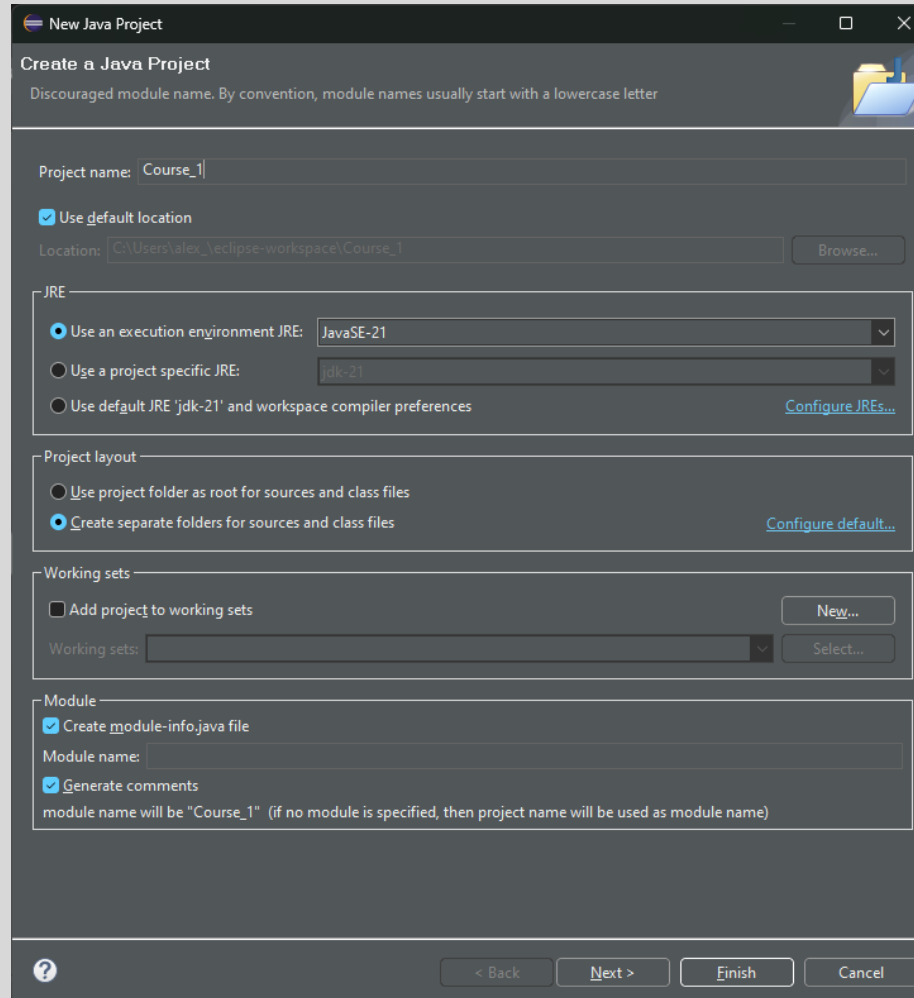 New Java Project
Create a Java Project
Discouraged module name. By convention, module names usually start with a lowercase letter
Project name: Course_1
Use default location
Location: C:\Users\alex_\eclipse-workspace\Course_1 Browse...
JRE
Use an execution environment JRE: JavaSE-21
Use a project specific JRE: jdk-21
Use default JRE 'jdk-21' and workspace compiler preferences Configure JREs...
Project layout
Use project folder as root for sources and class files
Create separate folders for sources and class files Configure default...
Working sets
Add project to working sets New...
Working sets: Select...
Module
Create module-info.java file
Module name:
Generate comments
module name will be "Course_1" (if no module is specified, then project name will be used as module name)
? < Back Next > Finish Cancel